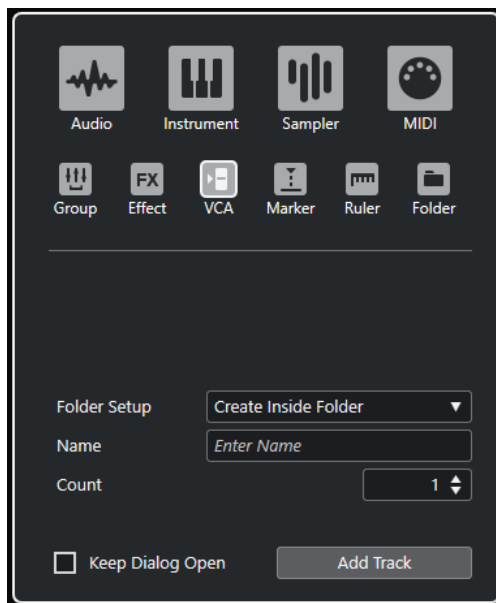 Audio Instrument Sampler MIDI
FX
Group Effect VCA Marker Ruler Folder
Folder Setup Create Inside Folder
Name Enter Name
Count 1
Keep Dialog Open Add Track